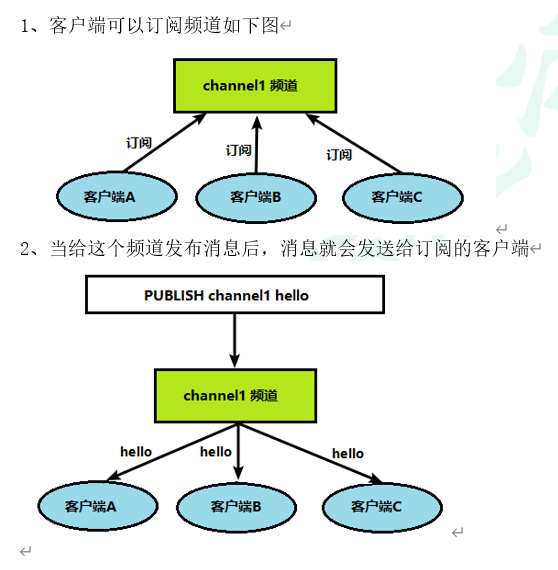 1、客户端可以订阅频道如下图
channel1 频道
订阅
订阅
订阅
客户端A
客户端B
客户端C
2、当给这个频道发布消息后，消息就会发送给订阅的客户端
PUBLISH channel1 hello
channel1 频道
hello
hello
hello
客户端A
客户端B
客户端C